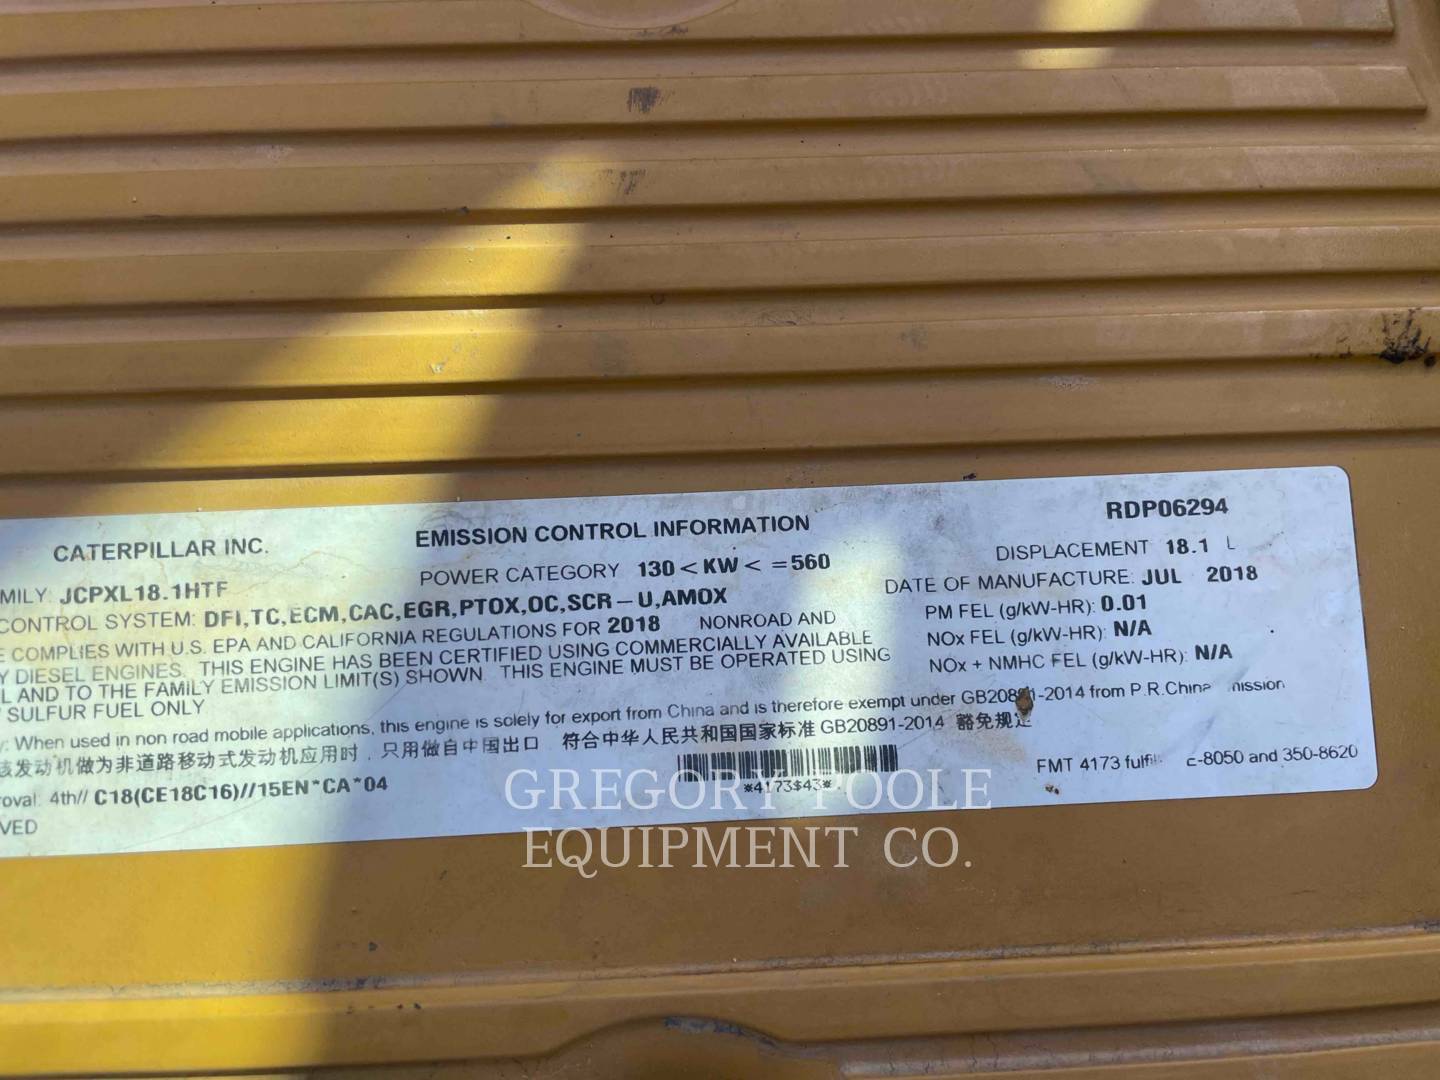 CATERPILLAR INC. EMISSION CONTROL INFORMATION RDP06294
MILY: JCPXL18.1HTF POWER CATEGORY 130<KW<=560 DISPLACEMENT 18.1 L
CONTROL SYSTEM: DFI,TC,ECM,CAC,EGR,PTOX,OC,SCR-U,AMOX DATE OF MANUFACTURE: JUL 2018
E COMPLIES WITH U.S. EPA AND CALIFORNIA REGULATIONS FOR 2018 NONROAD AND PM FEL (g/kW-HR): 0.01
Y DIESEL ENGINES. THIS ENGINE HAS BEEN CERTIFIED USING COMMERCIALLY AVAILABLE NOx FEL (g/kW-HR): N/A
L AND TO THE FAMILY EMISSION LIMIT(S) SHOWN THIS ENGINE MUST BE OPERATED USING NOx + NMHC FEL (g/kW-HR): N/A
SULFUR FUEL ONLY
y: When used in non road mobile applications, this engine is solely for export from China and is therefore exempt under -2014 from P.R.China mission
该发动机做为非道路移动式发动机应用时，只用做自中国出口 符合中华人民共和国国家标准 GB20891-2014 豁免规定
roval: 4th// C18(CE18C16)//15EN*CA*04 *4173$43* FMT 4173 -8050 and 350-8620
VED
GREGORY POOLE
EQUIPMENT CO.